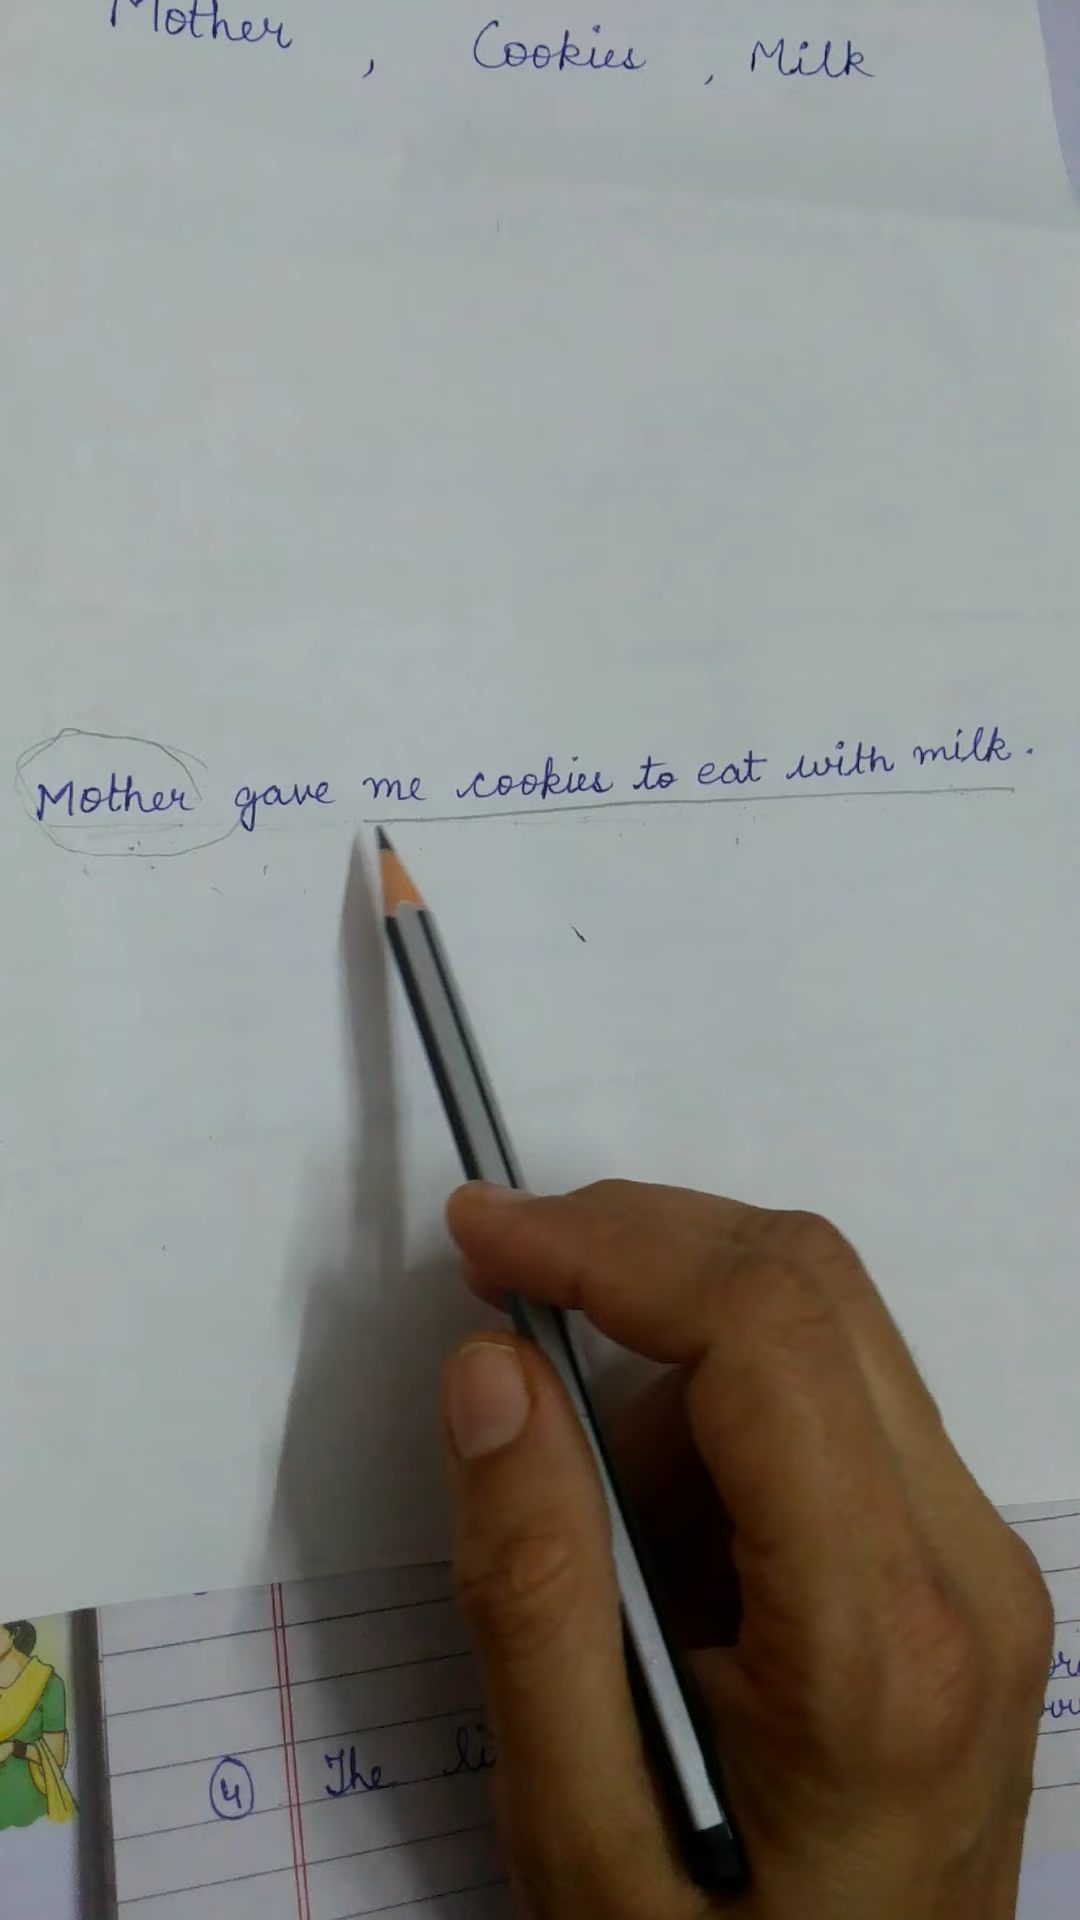 Mother , Cookies , Milk
Mother gave me cookies to eat with milk.
4 The